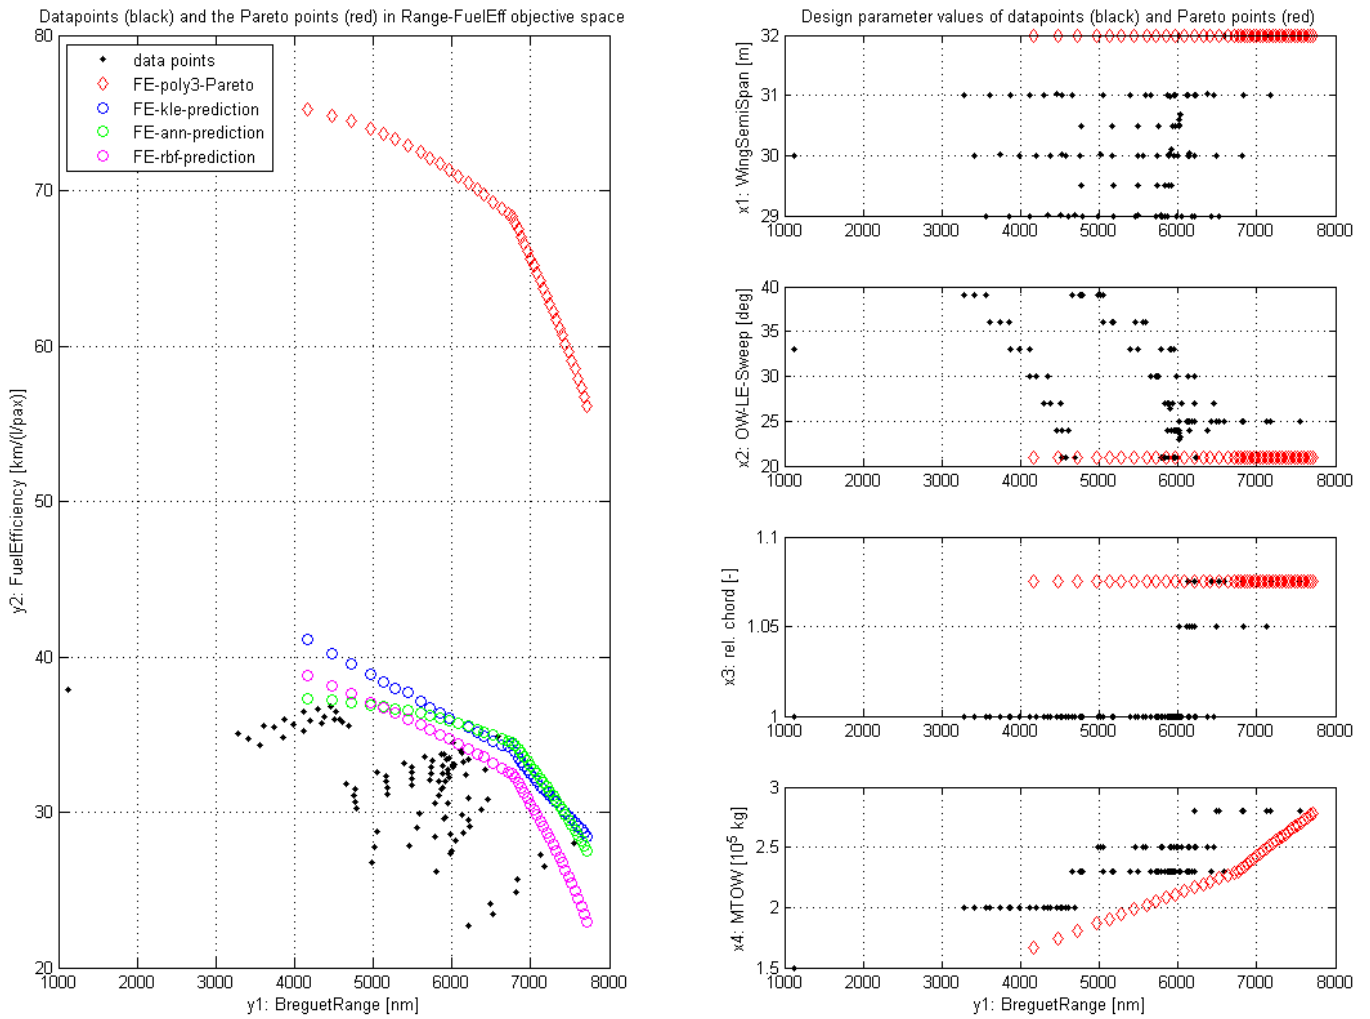 Datapoints (black) and the Pareto points (red) in Range-FuelEff objective space
80
70
60
50
40
30
20
y2: FuelEfficiency [km/(l/pax)]
data points
FE-poly3-Pareto
FE-kle-prediction
FE-ann-prediction
FE-rbf-prediction
1000 2000 3000 4000 5000 6000 7000 8000
y1: BreguetRange [nm]
Design parameter values of datapoints (black) and Pareto points (red)
32
31
30
29
x1: WingSemiSpan [m]
1000 2000 3000 4000 5000 6000 7000 8000
40
35
30
25
20
x2: OW-LE-Sweep [deg]
1000 2000 3000 4000 5000 6000 7000 8000
1.1
1.05
1
x3: rel. chord [-]
1000 2000 3000 4000 5000 6000 7000 8000
3
2.5
2
1.5
x4: MTOW [10⁵ kg]
1000 2000 3000 4000 5000 6000 7000 8000
y1: BreguetRange [nm]